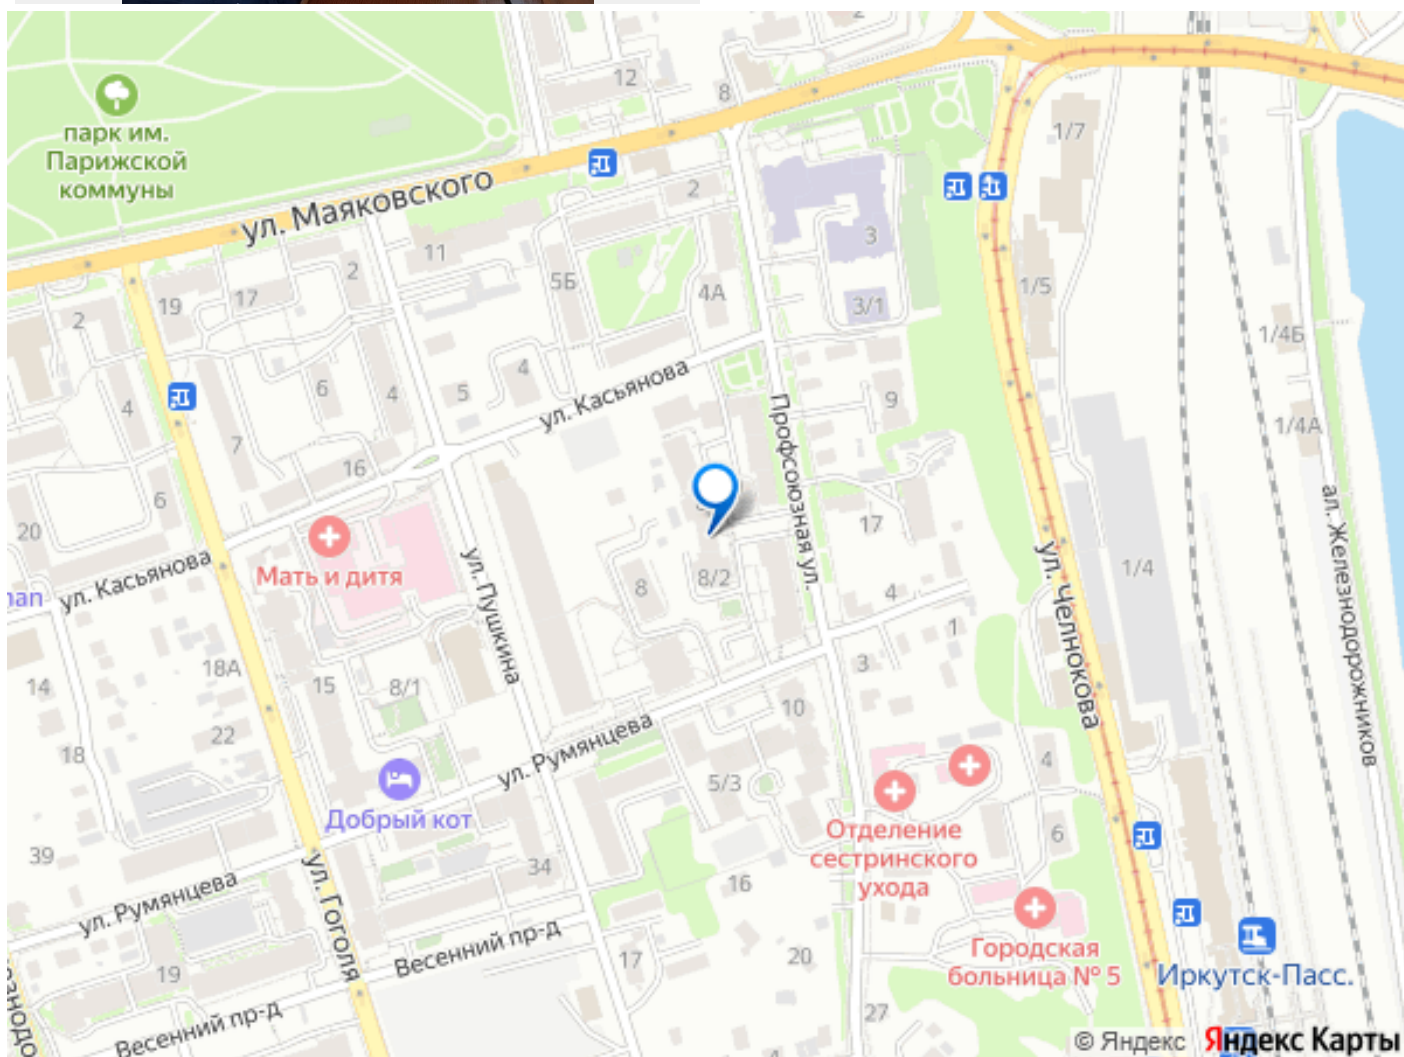 2
12
8
1/7
парк им.
Парижской
коммуны
ул. Маяковского
2
3
11
2
5Б
4А
3/1
1/5
19
17
2
1/4Б
6
4
5
4
ул. Касьянова
9
1/4А
4
7
16
Профсоюзная ул.
6
20
17
ал. Железнодорожников
Мать и дитя
ул. Касьянова
man
ул. Пушкина
8
8/2
4
ул. Челнокова
1/4
1
18А
14
15
8/1
3
18
22
10
ул. Румянцева
5/3
4
Добрый кот
Отделение
сестринского
ухода
6
39
34
16
ул. Румянцева
ул. Гоголя
Весенний пр-д
Городская
больница № 5
Иркутск-Пасс.
19
17
20
27
Весенний пр-д
4
© Яндекс Яндекс Карты